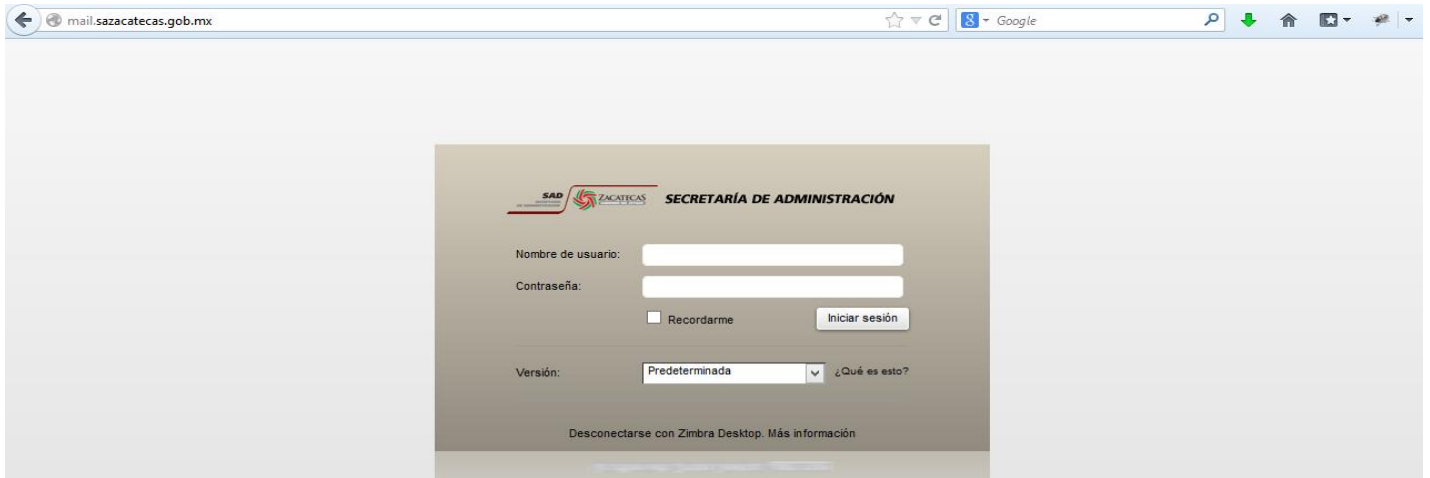 mail.sazacatecas.gob.mx
Google
SAD
ZACATECAS
SECRETARÍA DE ADMINISTRACIÓN
Nombre de usuario:
Contraseña:
Recordarme
Iniciar sesión
Versión:
Predeterminada
¿Qué es esto?
Desconectarse con Zimbra Desktop. Más información